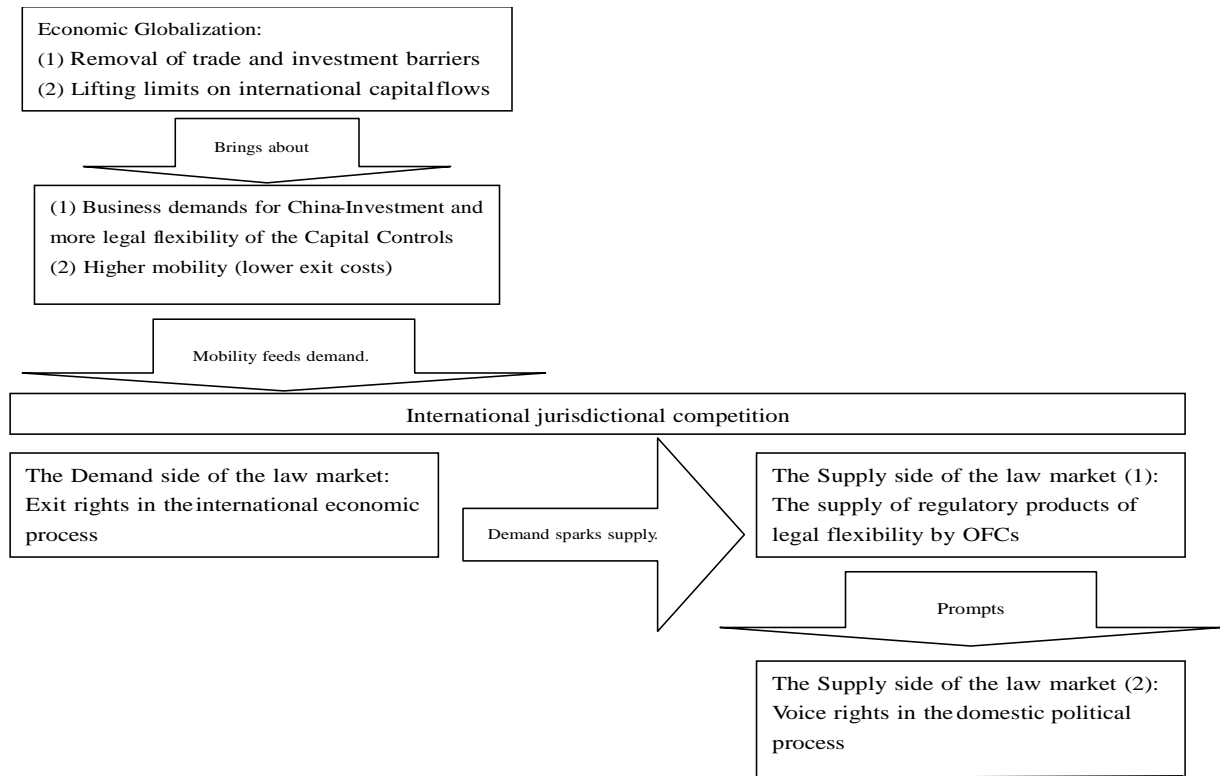 Economic Globalization:
(1) Removal of trade and investment barriers
(2) Lifting limits on international capitalflows
Brings about
(1) Business demands for China-Investment and
more legal flexibility of the Capital Controls
(2) Higher mobility (lower exit costs)
Mobility feeds demand.
International jurisdictional competition
The Demand side of the law market:
Exit rights in theinternational economic
process
Demand sparks supply.
The Supply side of the law market (1):
The supply of regulatory products of
legal flexibility by OFCs
Prompts
The Supply side of the law market (2):
Voice rights in thedomestic political
process